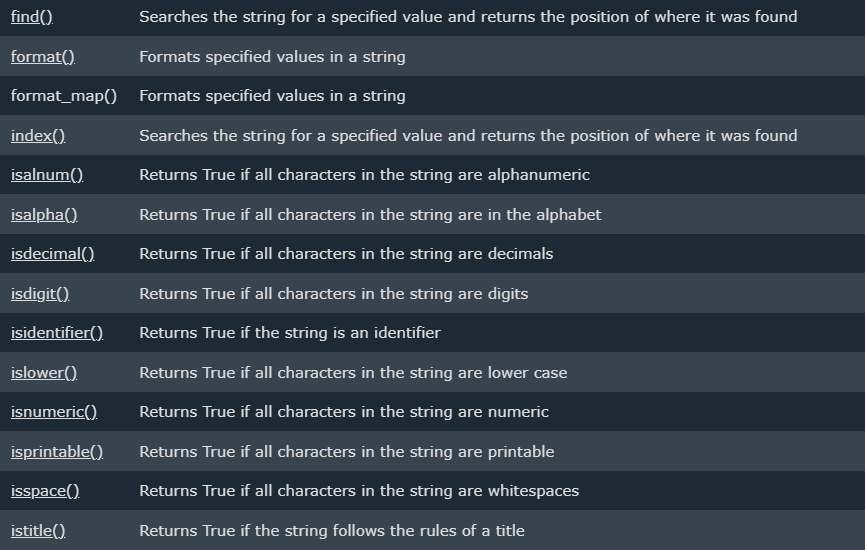 find() Searches the string for a specified value and returns the position of where it was found
format() Formats specified values in a string
format_map() Formats specified values in a string
index() Searches the string for a specified value and returns the position of where it was found
isalnum() Returns True if all characters in the string are alphanumeric
isalpha() Returns True if all characters in the string are in the alphabet
isdecimal() Returns True if all characters in the string are decimals
isdigit() Returns True if all characters in the string are digits
isidentifier() Returns True if the string is an identifier
islower() Returns True if all characters in the string are lower case
isnumeric() Returns True if all characters in the string are numeric
isprintable() Returns True if all characters in the string are printable
isspace() Returns True if all characters in the string are whitespaces
istitle() Returns True if the string follows the rules of a title